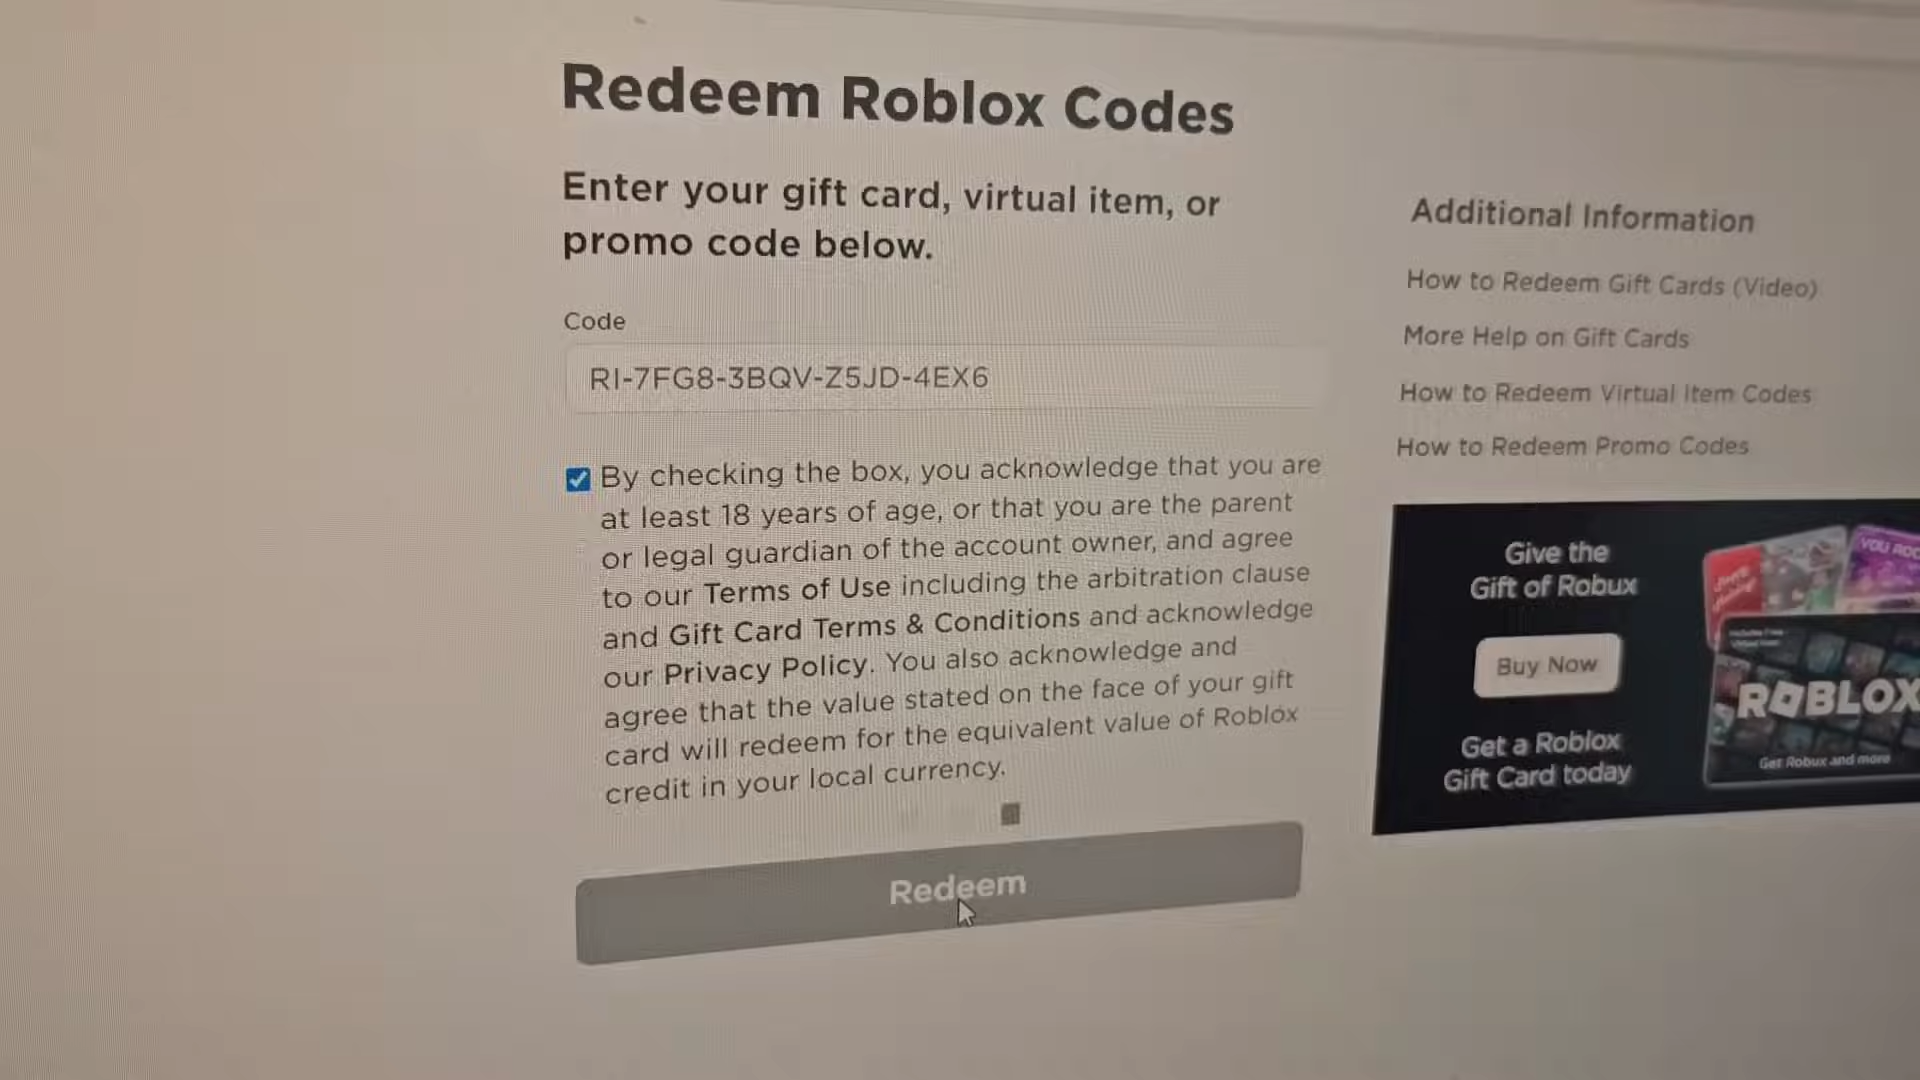 Redeem Roblox Codes
Enter your gift card, virtual item, or
promo code below.
Code
RI-7FG8-3BQV-Z5JD-4EX6
By checking the box, you acknowledge that you are
at least 18 years of age, or that you are the parent
or legal guardian of the account owner, and agree
to our Terms of Use including the arbitration clause
and Gift Card Terms & Conditions and acknowledge
our Privacy Policy. You also acknowledge and
agree that the value stated on the face of your gift
card will redeem for the equivalent value of Roblox
credit in your local currency.
Redeem
Additional Information
How to Redeem Gift Cards (Video)
More Help on Gift Cards
How to Redeem Virtual Item Codes
How to Redeem Promo Codes
Give the
Gift of Robux
Buy Now
Get a Roblox
Gift Card today
YOU ROC
ROBLOX
Get Robux and more